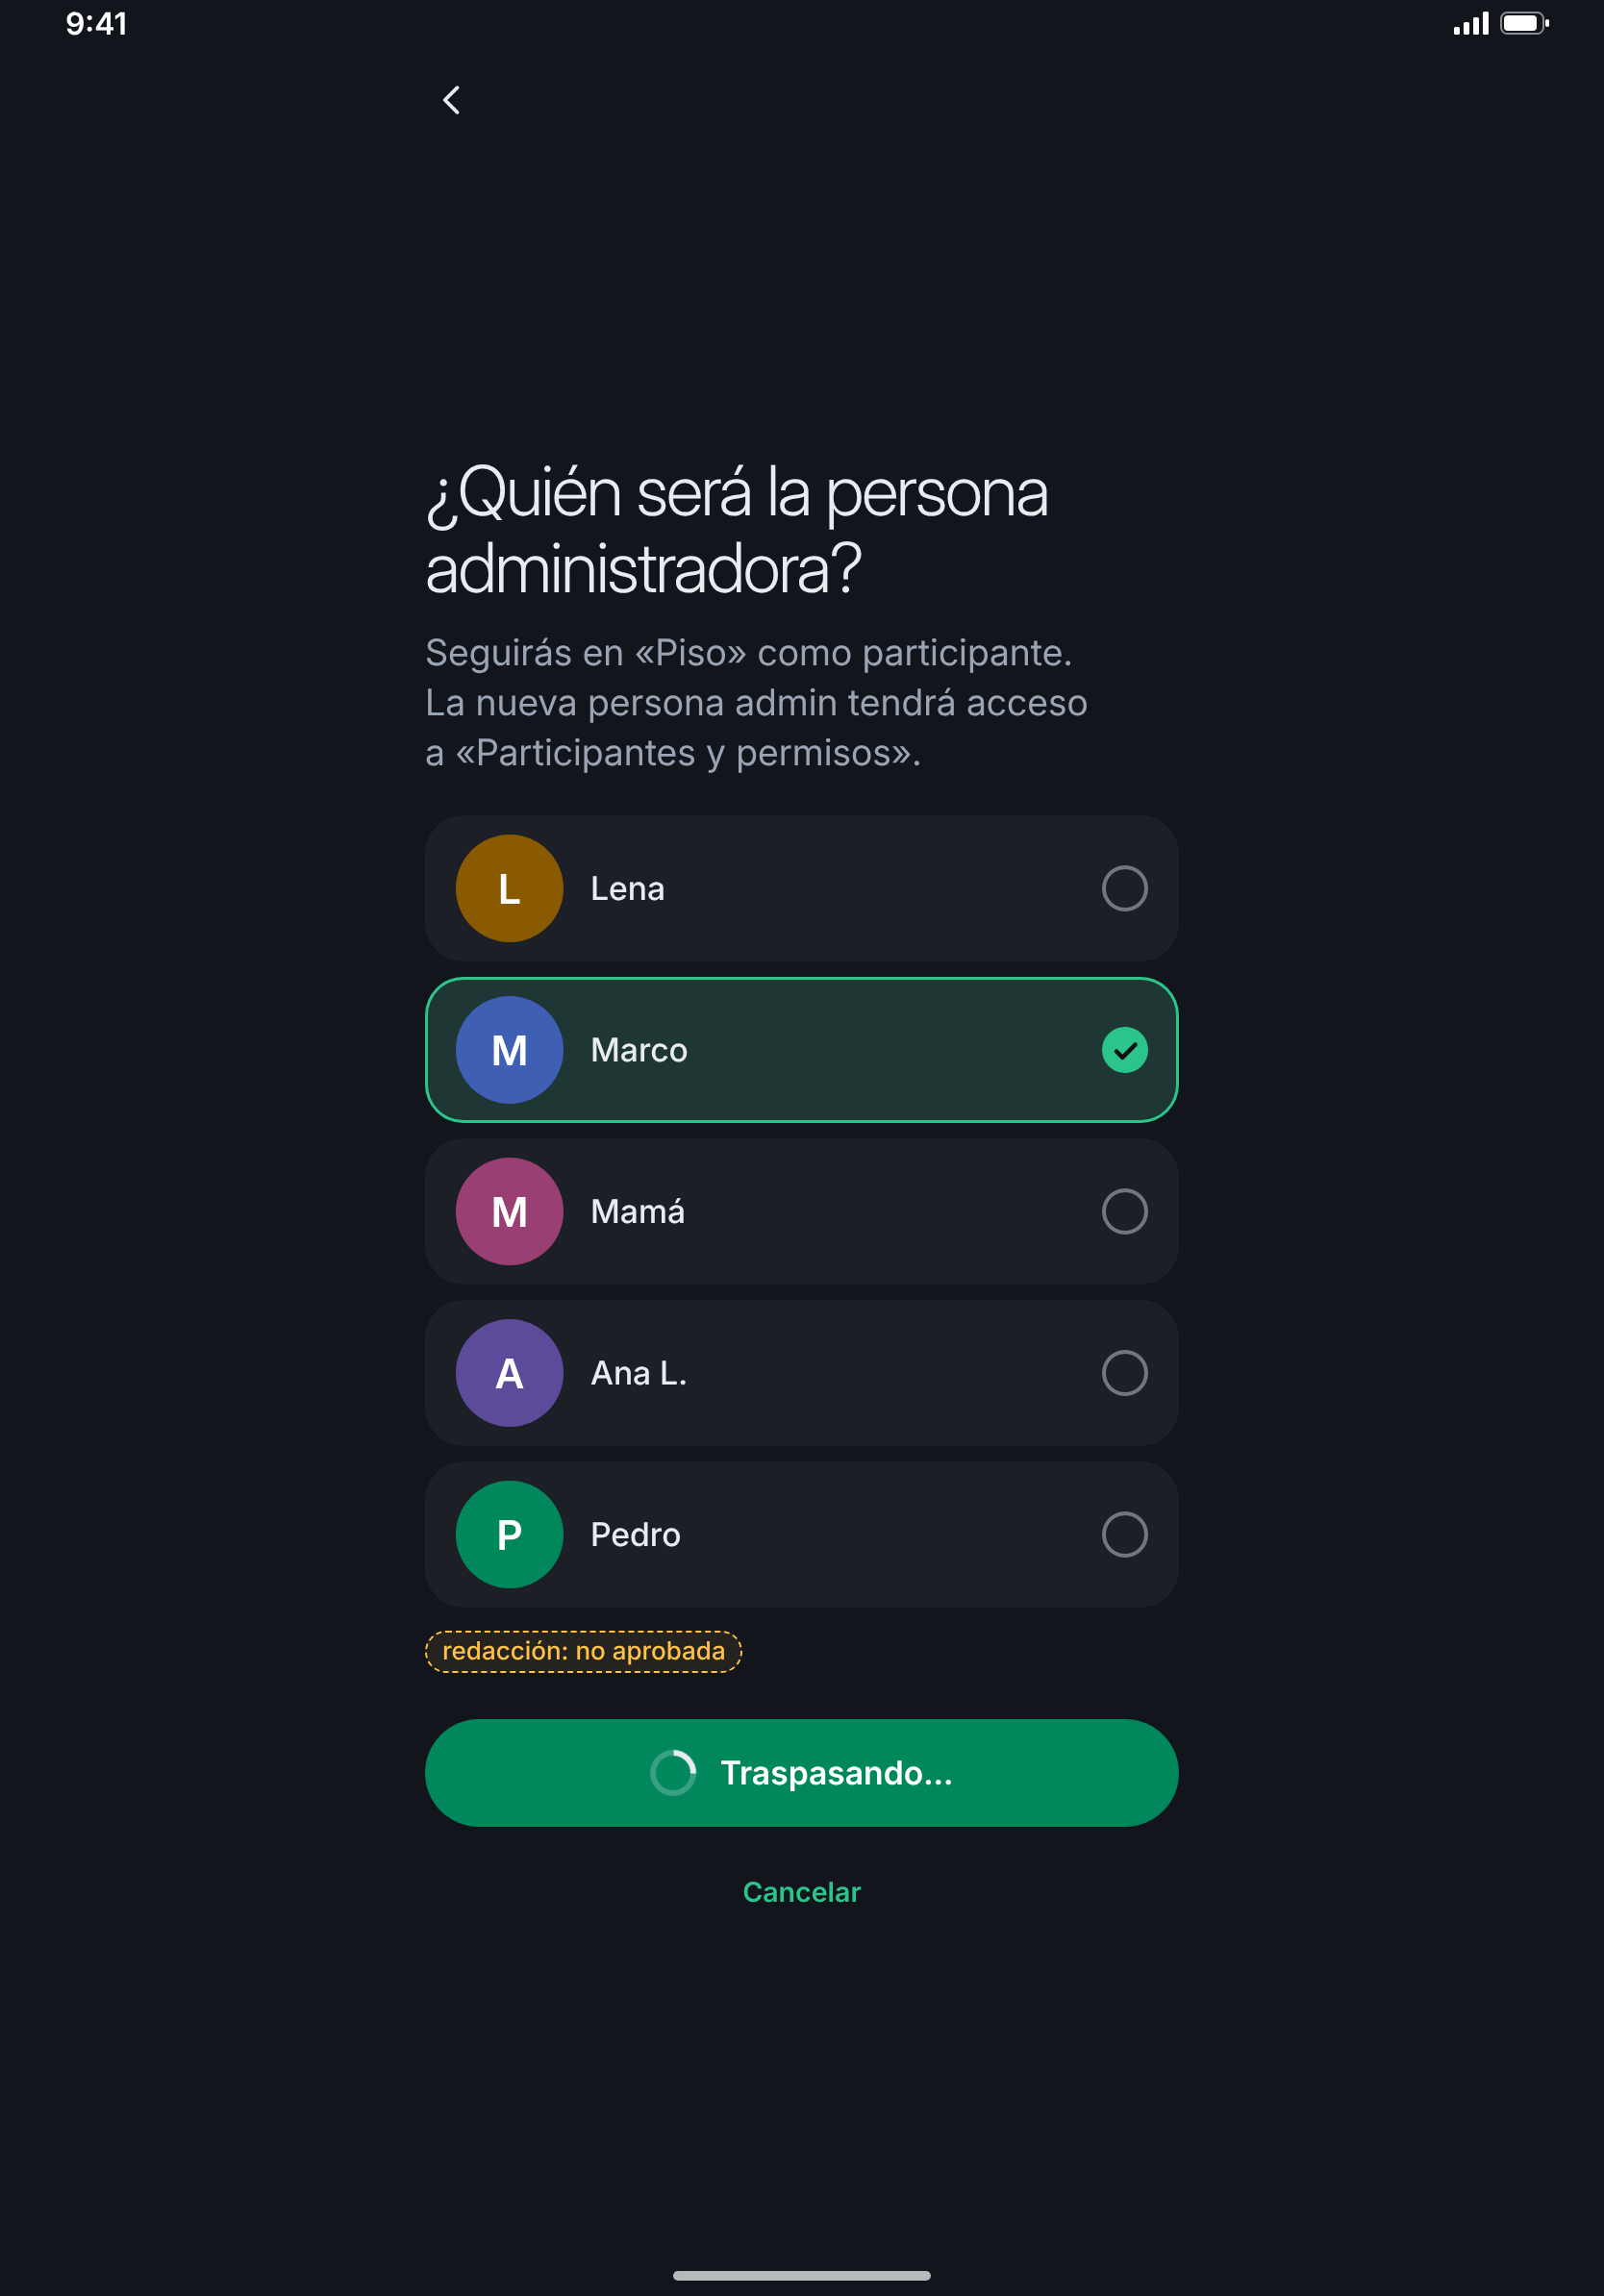 9:41
¿Quién será la persona
administradora?
Seguirás en «Piso» como participante.
La nueva persona admin tendrá acceso
a «Participantes y permisos».
L Lena
M Marco
M Mamá
A Ana L.
P Pedro
redacción: no aprobada
Traspasando...
Cancelar